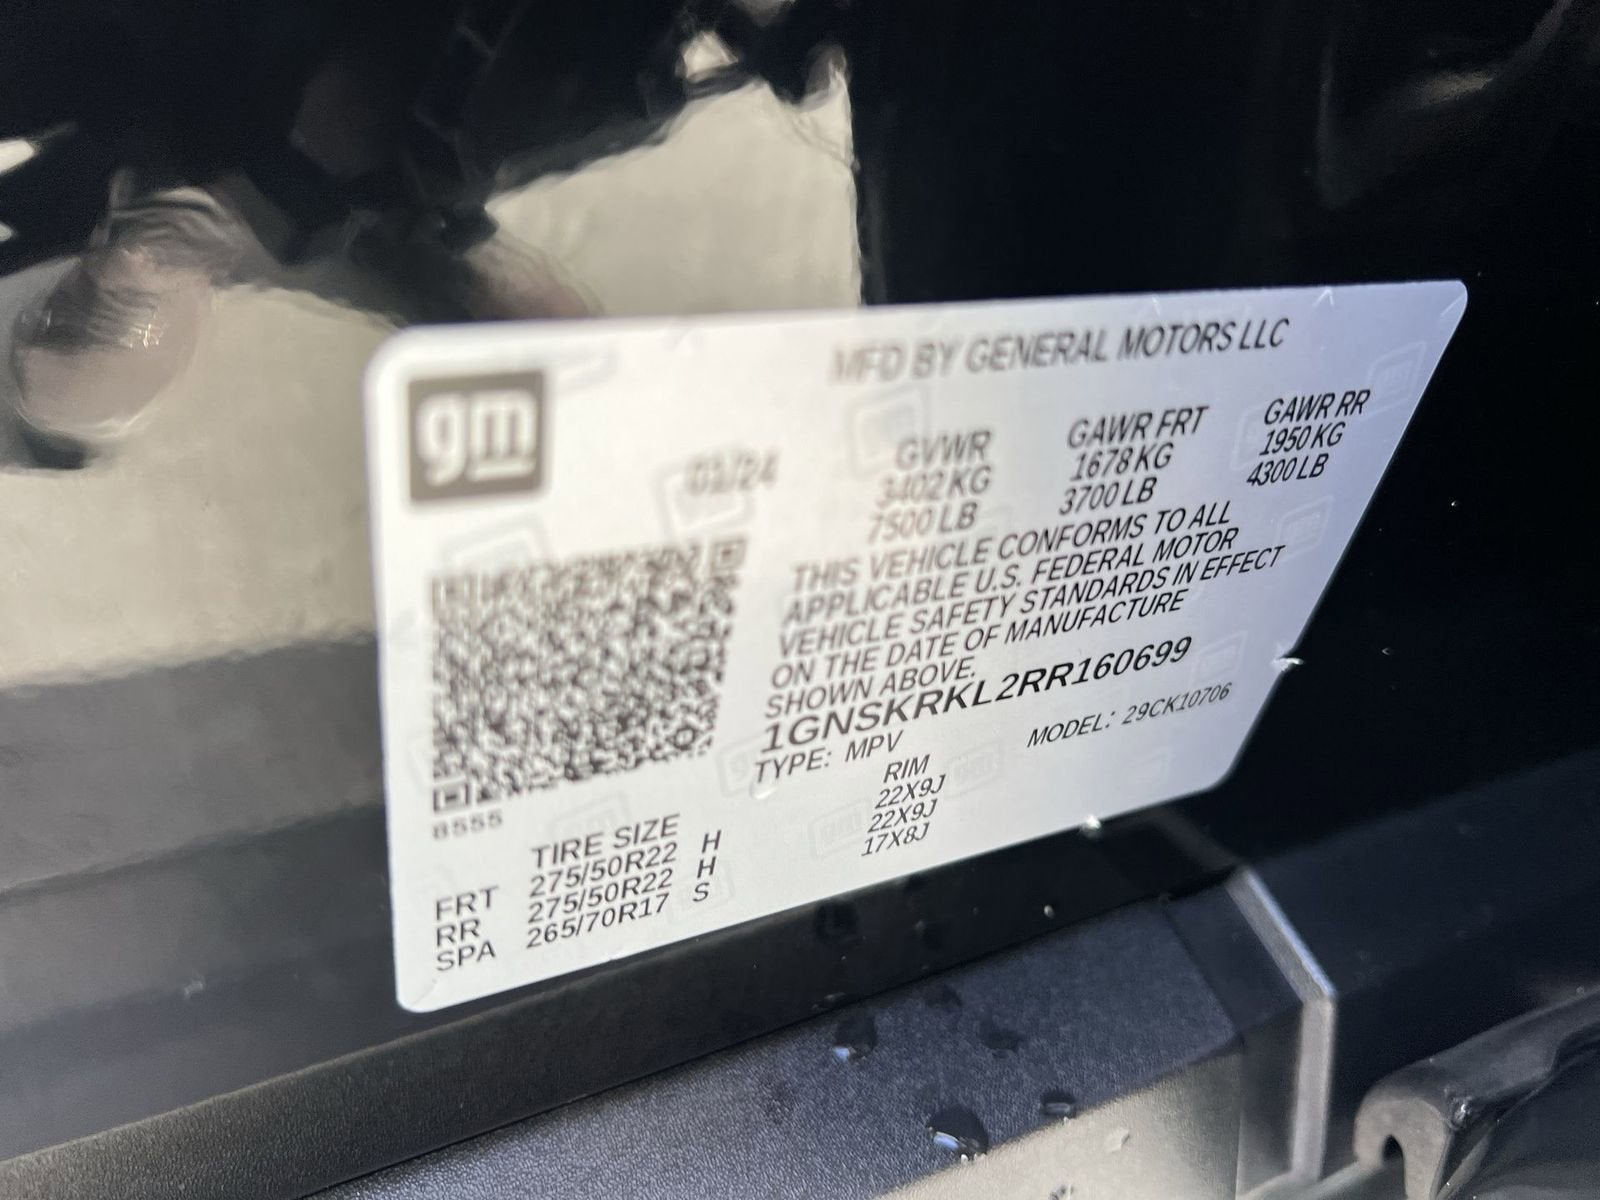 gm
MFD BY GENERAL MOTORS LLC
01/24
GVWR GAWR FRT GAWR RR
3402 KG 1678 KG 1950 KG
7500 LB 3700 LB 4300 LB
THIS VEHICLE CONFORMS TO ALL
APPLICABLE U.S. FEDERAL MOTOR
VEHICLE SAFETY STANDARDS IN EFFECT
ON THE DATE OF MANUFACTURE
SHOWN ABOVE.
1GNSKRKL2RR160699
TYPE: MPV MODEL: 29CK10706
8555
TIRE SIZE RIM
FRT 275/50R22 H 22X9J
RR 275/50R22 H 22X9J
SPA 265/70R17 S 17X8J